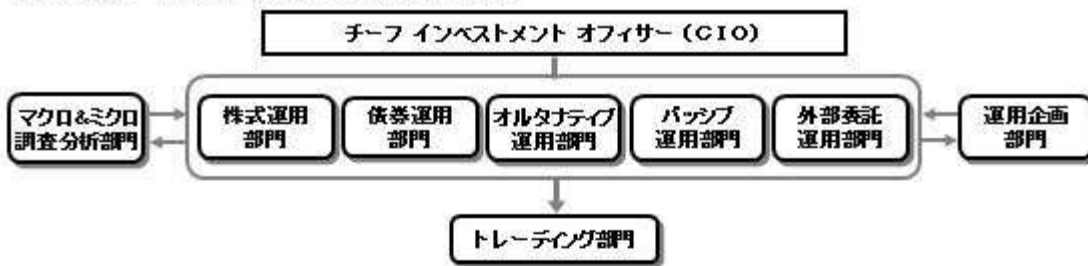 チーフ インベストメント オフィサー（CIO）
マクロ&ミクロ
調査分析部門
株式運用
部門
債券運用
部門
オルタナティブ
運用部門
パッシブ
運用部門
外部委託
運用部門
運用企画
部門
トレーディング部門